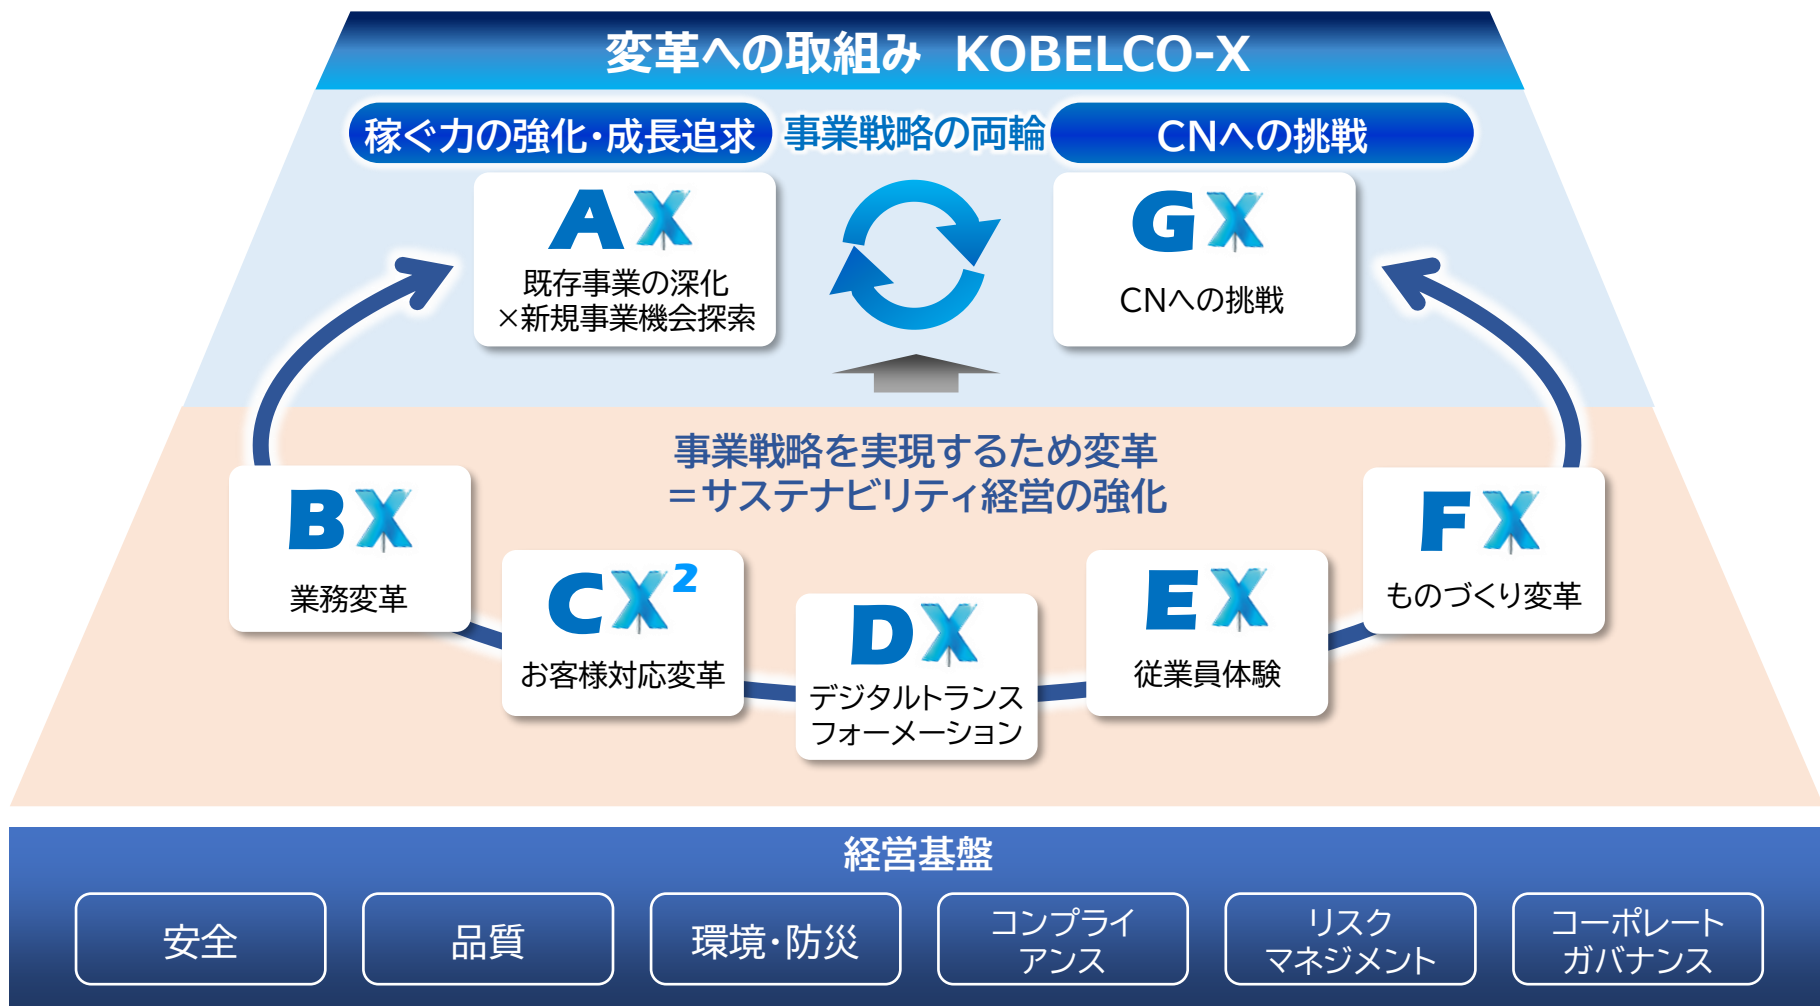 変革への取組み KOBELCO-X
稼ぐ力の強化・成長追求
事業戦略の両輪
CNへの挑戦
AX
既存事業の深化
×新規事業機会探索
GX
CNへの挑戦
事業戦略を実現するため変革
=サステナビリティ経営の強化
BX
業務変革
CX²
お客様対応変革
DX
デジタルトランス
フォーメーション
EX
従業員体験
FX
ものづくり変革
経営基盤
安全
品質
環境・防災
コンプライ
アンス
リスク
マネジメント
コーポレート
ガバナンス